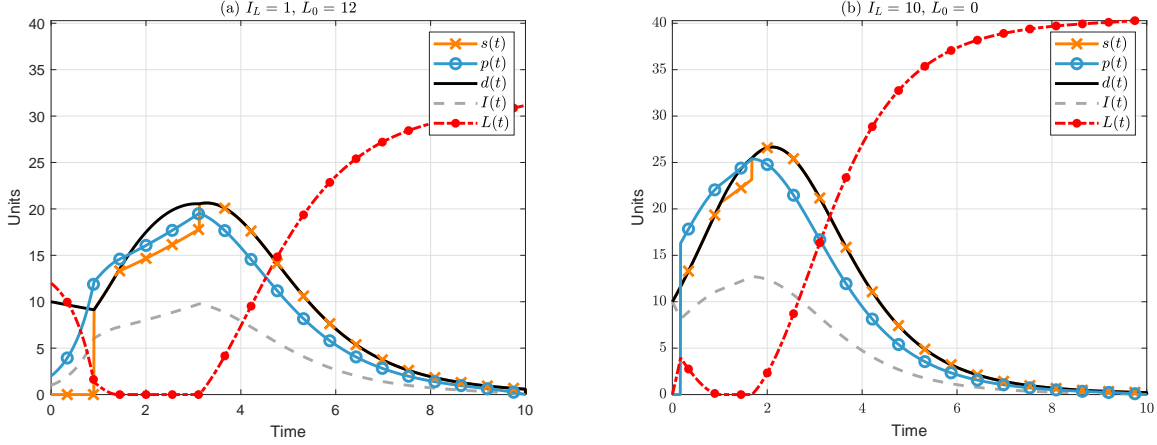 (a) I_L = 1, L_0 = 12
40
35
30
25
20
15
10
5
0
Units
0 2 4 6 8 10
Time
s(t)
p(t)
d(t)
I(t)
L(t)
(b) I_L = 10, L_0 = 0
40
35
30
25
20
15
10
5
0
Units
0 2 4 6 8 10
Time
s(t)
p(t)
d(t)
I(t)
L(t)